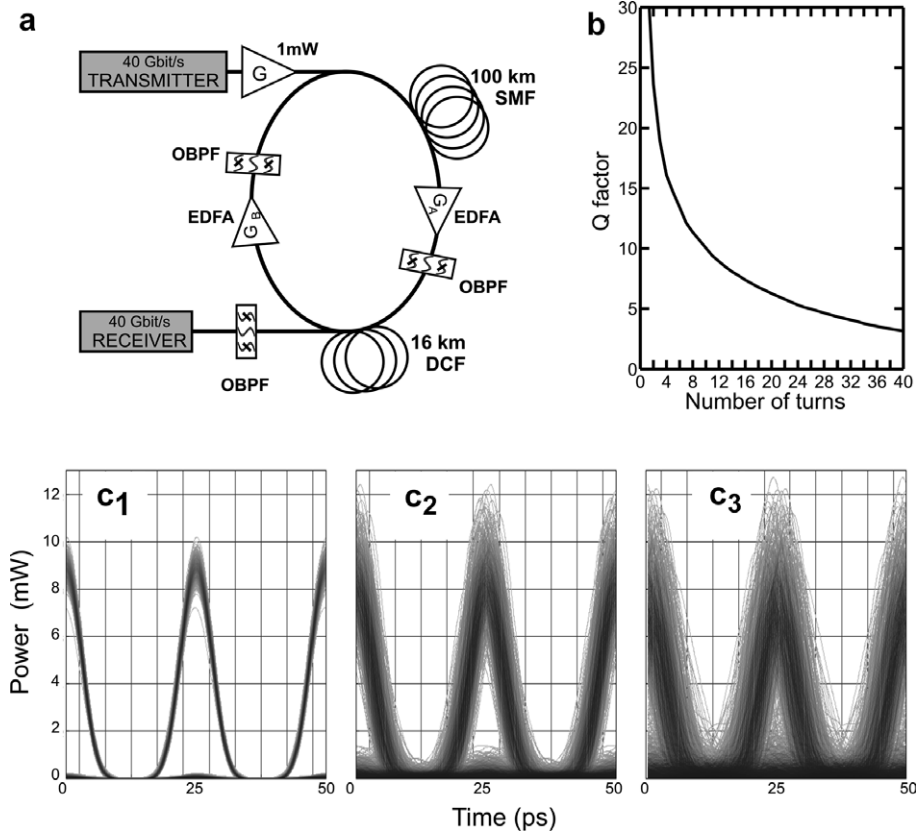 a
40 Gbit/s
TRANSMITTER
G
1mW
100 km
SMF
OBPF
EDFA
G B
G A
EDFA
OBPF
40 Gbit/s
RECEIVER
OBPF
16 km
DCF
b
Q factor
30
25
20
15
10
5
0
0 4 8 12 16 20 24 28 32 36 40
Number of turns
Power (mW)
12
10
8
6
4
2
0
c1
0 25 50
c2
0 25 50
c3
0 25 50
Time (ps)